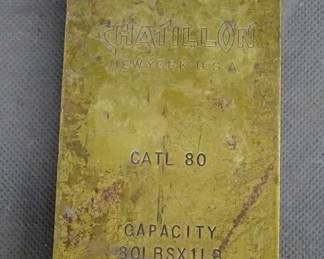 CHATILLON
NEW YORK U.S.A
CATL 80
CAPACITY
80LBSX1LB